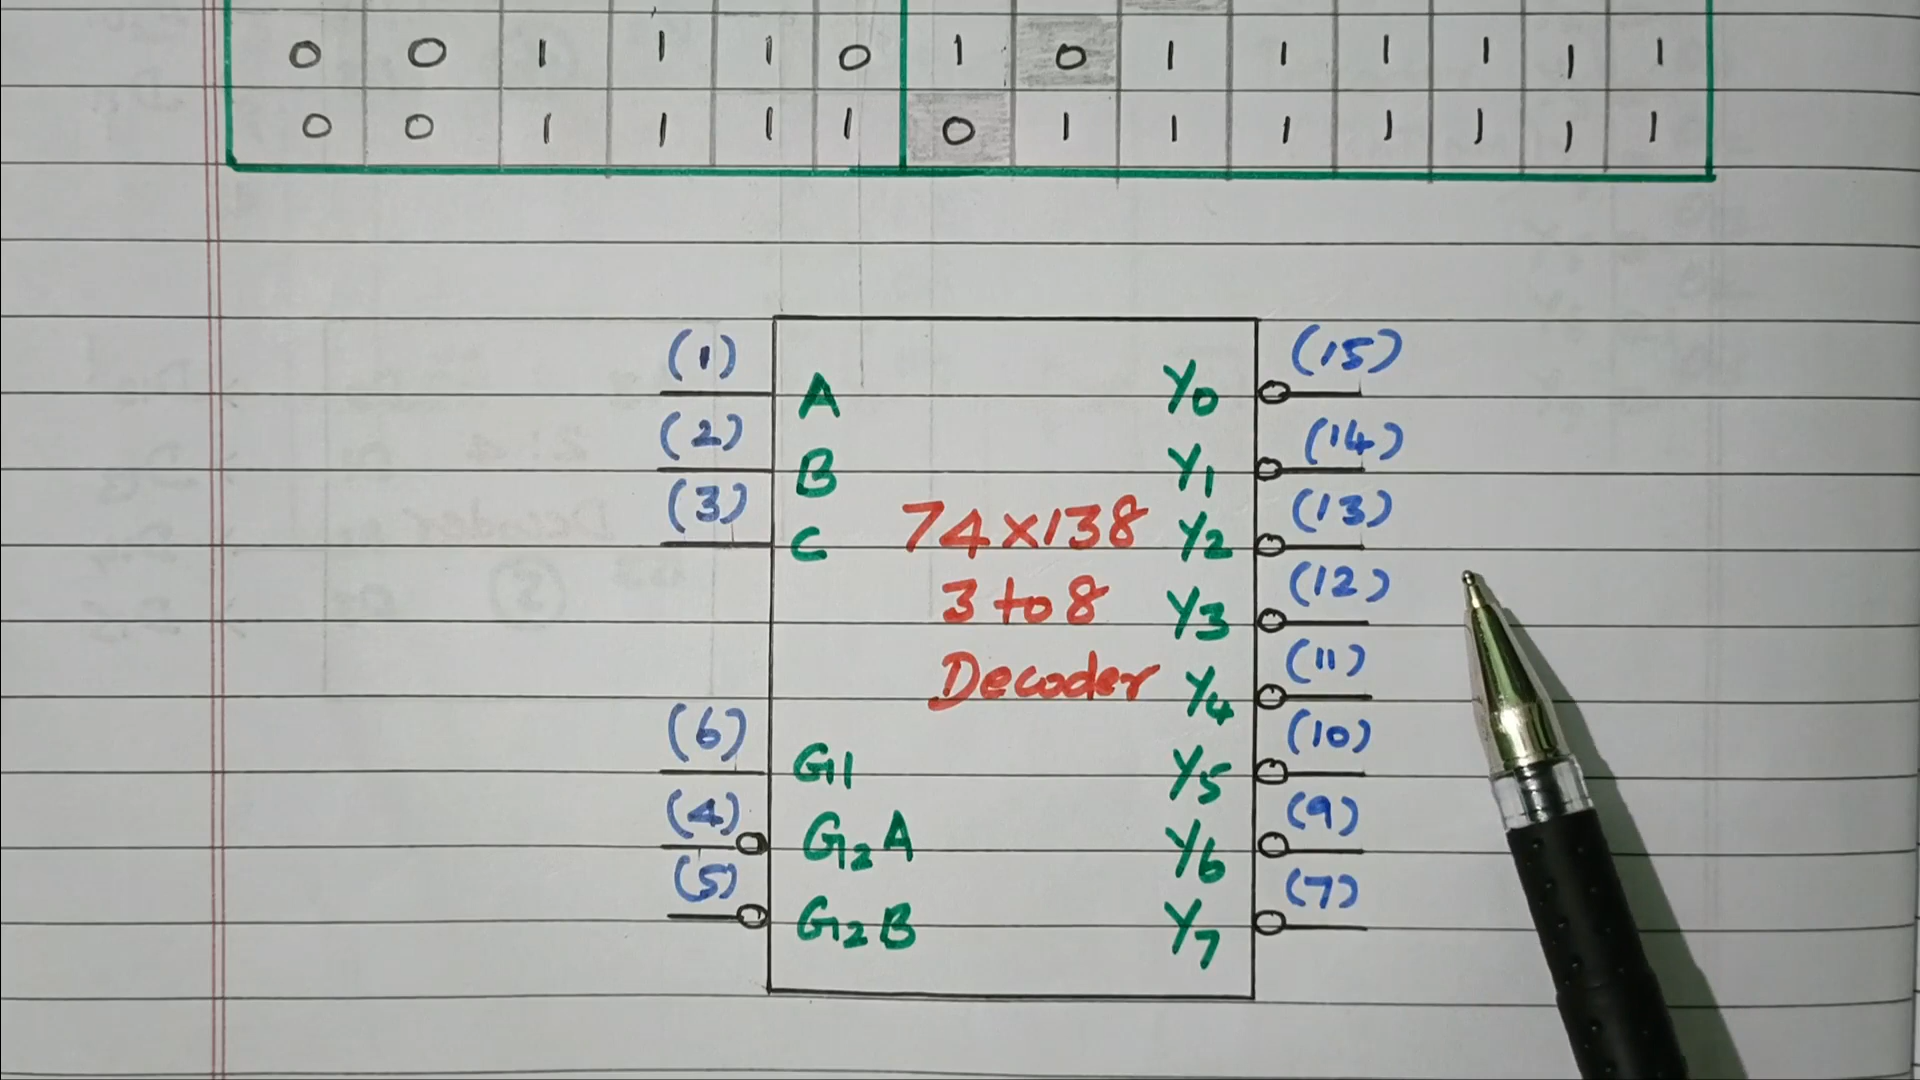 0 0 1 1 1 0 1 0 1 1 1 1 1 1
0 0 1 1 1 1 0 1 1 1 1 1 1 1
(1) A
(2) B
(3) C
(6) G1
(4) G2A
(5) G2B
74x138
3 to 8
Decoder
Y0 (15)
Y1 (14)
Y2 (13)
Y3 (12)
Y4 (11)
Y5 (10)
Y6 (9)
Y7 (7)